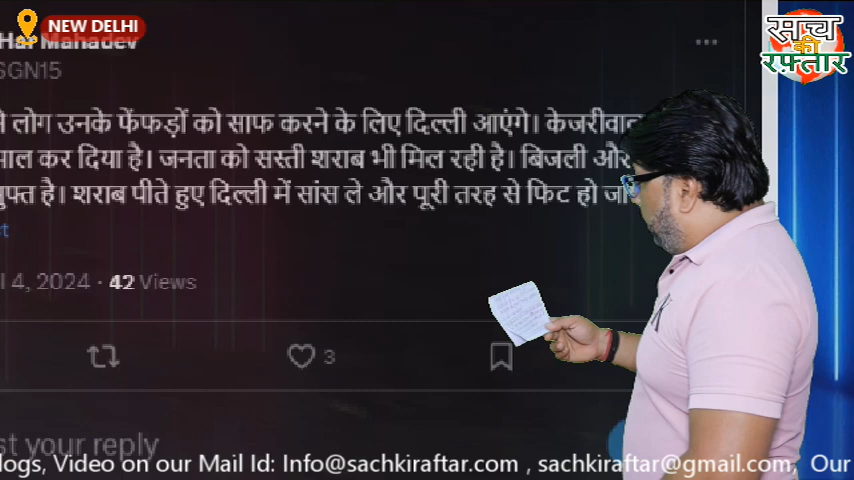 NEW DELHI
Har Mahadev
SGN15
सच
की
रफ़्तार
लोग उनके फेंफड़ों को साफ करने के लिए दिल्ली आएंगे। केजरीवाल
कर दिया है। जनता को सस्ती शराब भी मिल रही है। बिजली और
है। शराब पीते हुए दिल्ली में सांस ले और पूरी तरह से फिट हो
4, 2024 · 42 Views
3
your reply
Video on our Mail Id: Info@sachkiraftar.com , sachkiraftar@gmail.com, Our